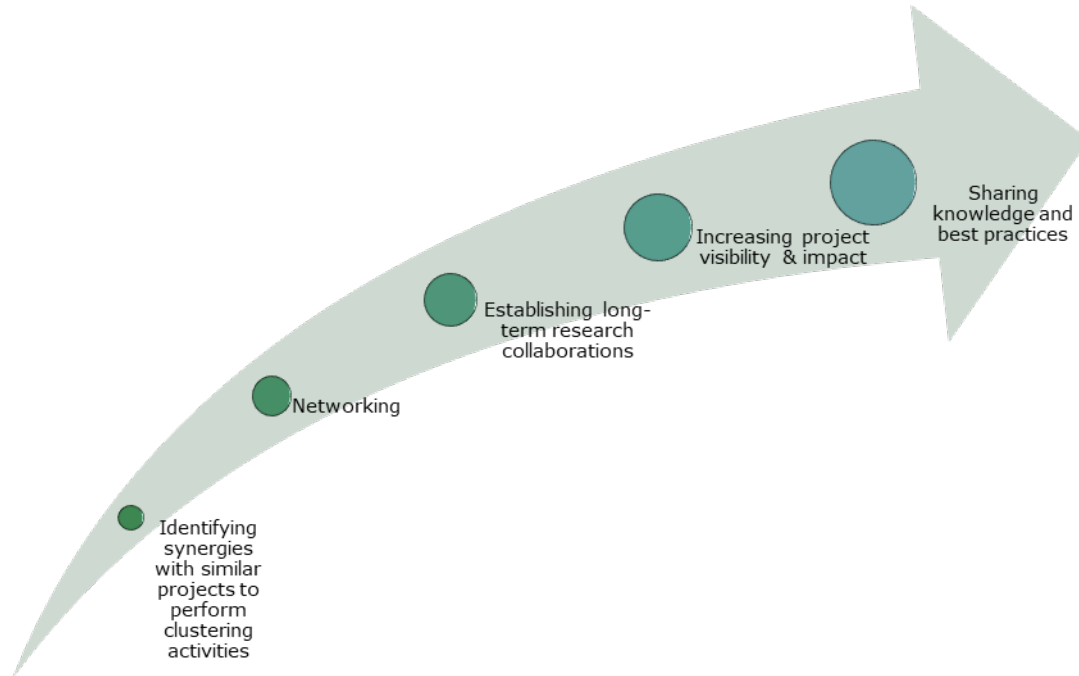 Identifying
synergies
with similar
projects to
perform
clustering
activities
Networking
Establishing long-
term research
collaborations
Increasing project
visibility & impact
Sharing
knowledge and
best practices